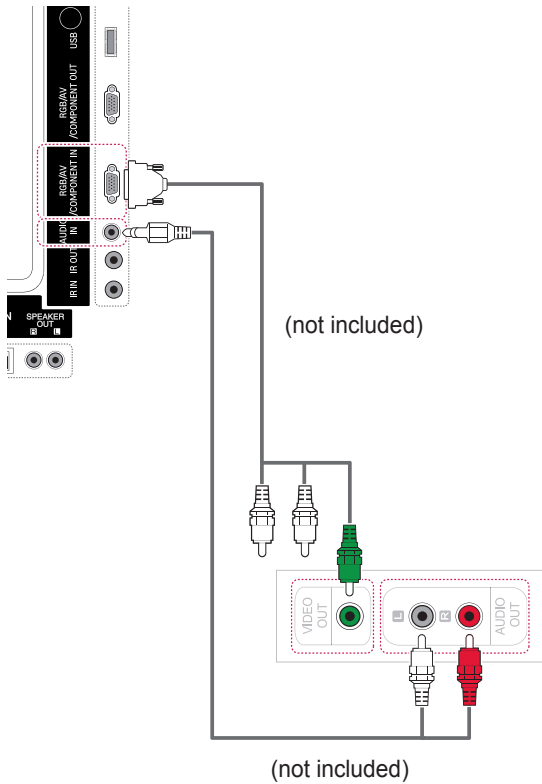 USB
RGB/AV
/COMPONENT OUT
RGB/AV
/COMPONENT IN
AUDIO
IN
IR OUT
IR IN
N
SPEAKER
OUT
R L
(not included)
VIDEO
OUT
L
R
AUDIO
OUT
(not included)